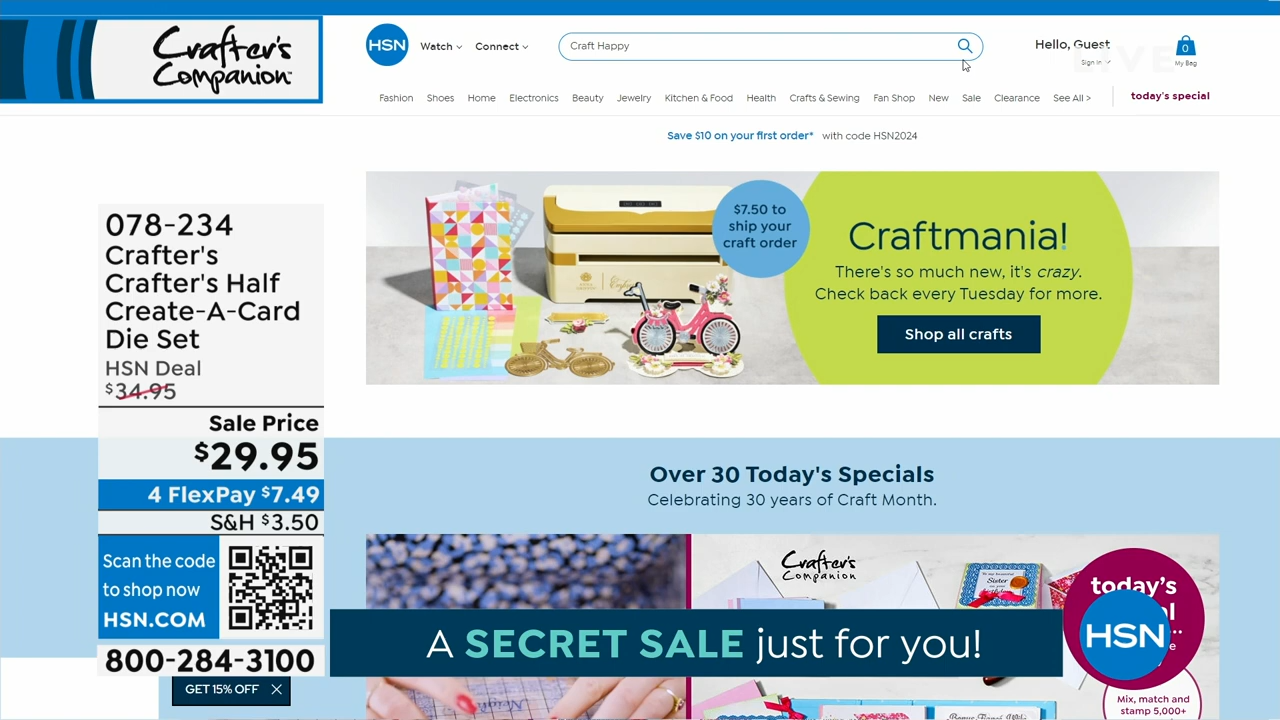 Crafter's
Companion™
HSN
Watch
Connect
Craft Happy
Hello, Guest
Sign In
LIVE
0
My Bag
Fashion Shoes Home Electronics Beauty Jewelry Kitchen & Food Health Crafts & Sewing Fan Shop New Sale Clearance See All > today's special
Save $10 on your first order* with code HSN2024
$7.50 to
ship your
craft order
Craftmania!
There's so much new, it's crazy.
Check back every Tuesday for more.
Shop all crafts
078-234
Crafter's
Crafter's Half
Create-A-Card
Die Set
HSN Deal
$34.95
Sale Price
$29.95
4 FlexPay $7.49
S&H $3.50
Scan the code
to shop now
HSN.COM
800-284-3100
GET 15% OFF ×
Over 30 Today's Specials
Celebrating 30 years of Craft Month.
Crafter's
Companion
Sister
today's
HSN
A SECRET SALE just for you!
Mix, match and
stamp 5,000+